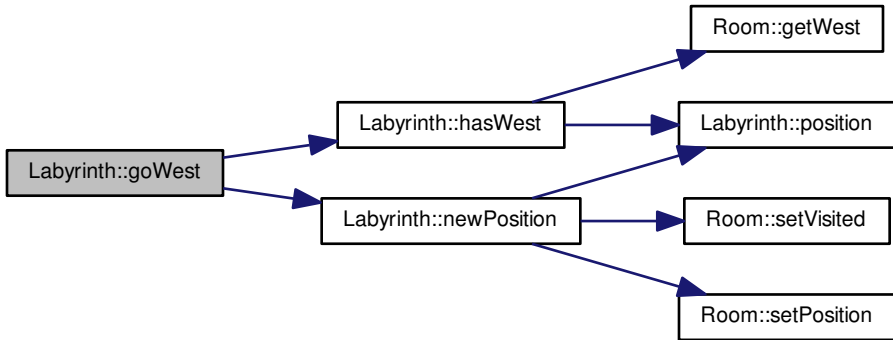 Room::getWest
Labyrinth::hasWest
Labyrinth::position
Labyrinth::goWest
Labyrinth::newPosition
Room::setVisited
Room::setPosition